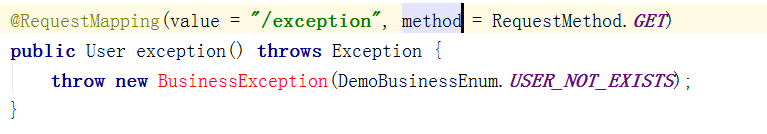 @RequestMapping(value = "/exception", method = RequestMethod.GET)
public User exception() throws Exception {
    throw new BusinessException(DemoBusinessEnum.USER_NOT_EXISTS);
}